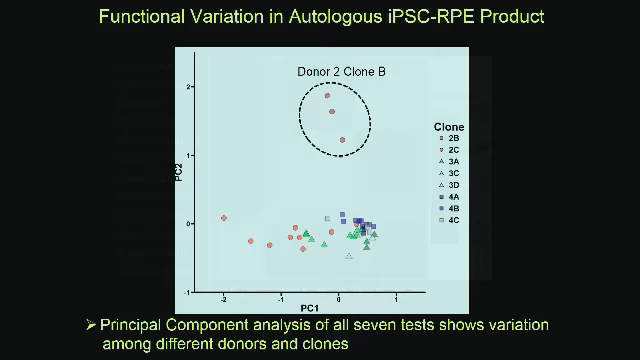 Functional Variation in Autologous iPSC-RPE Product
Donor 2 Clone B
2
1
0
-1
PC2
-2
-1
0
1
PC1
Clone
2B
2C
3A
3C
3D
4A
4B
4C
➢ Principal Component analysis of all seven tests shows variation
among different donors and clones